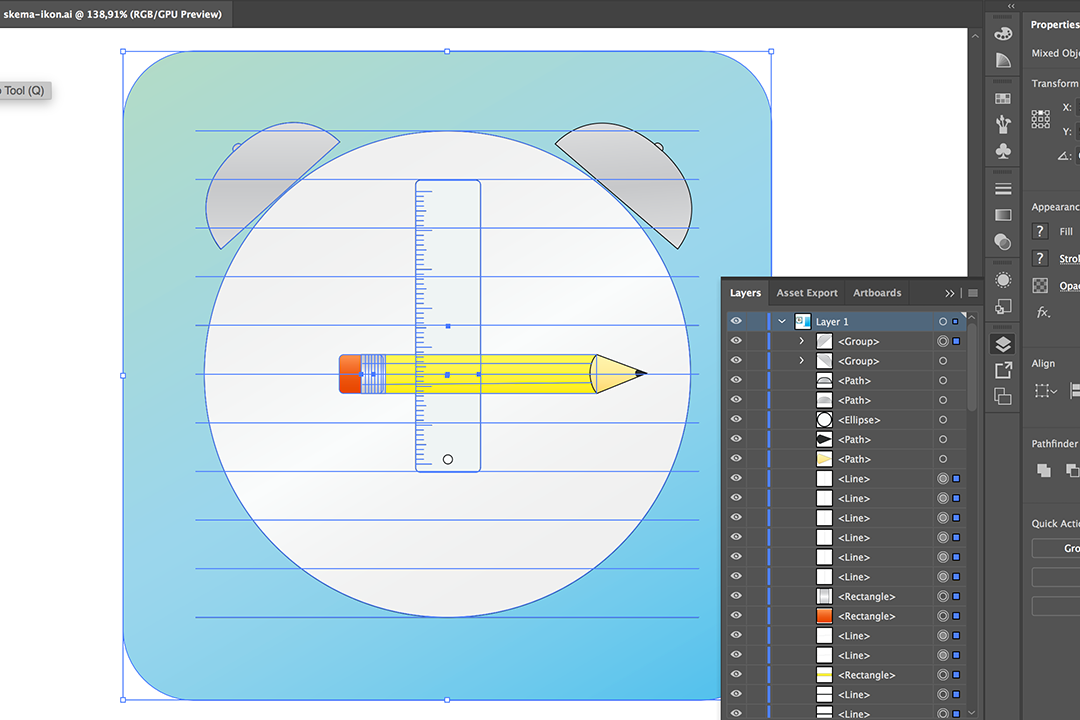 skema-ikon.ai @ 138,91% (RGB/GPU Preview)
Tool (Q)
Properties
Mixed Obje
Transform
X:
Y:
Appearanc
? Fill
? Strol
Opac
fx.
Align
Pathfinder
Quick Actio
Gro
Layers Asset Export Artboards
Layer 1
<Group>
<Group>
<Path>
<Path>
<Ellipse>
<Path>
<Path>
<Line>
<Line>
<Line>
<Line>
<Line>
<Line>
<Rectangle>
<Rectangle>
<Line>
<Line>
<Rectangle>
<Line>
<Line>